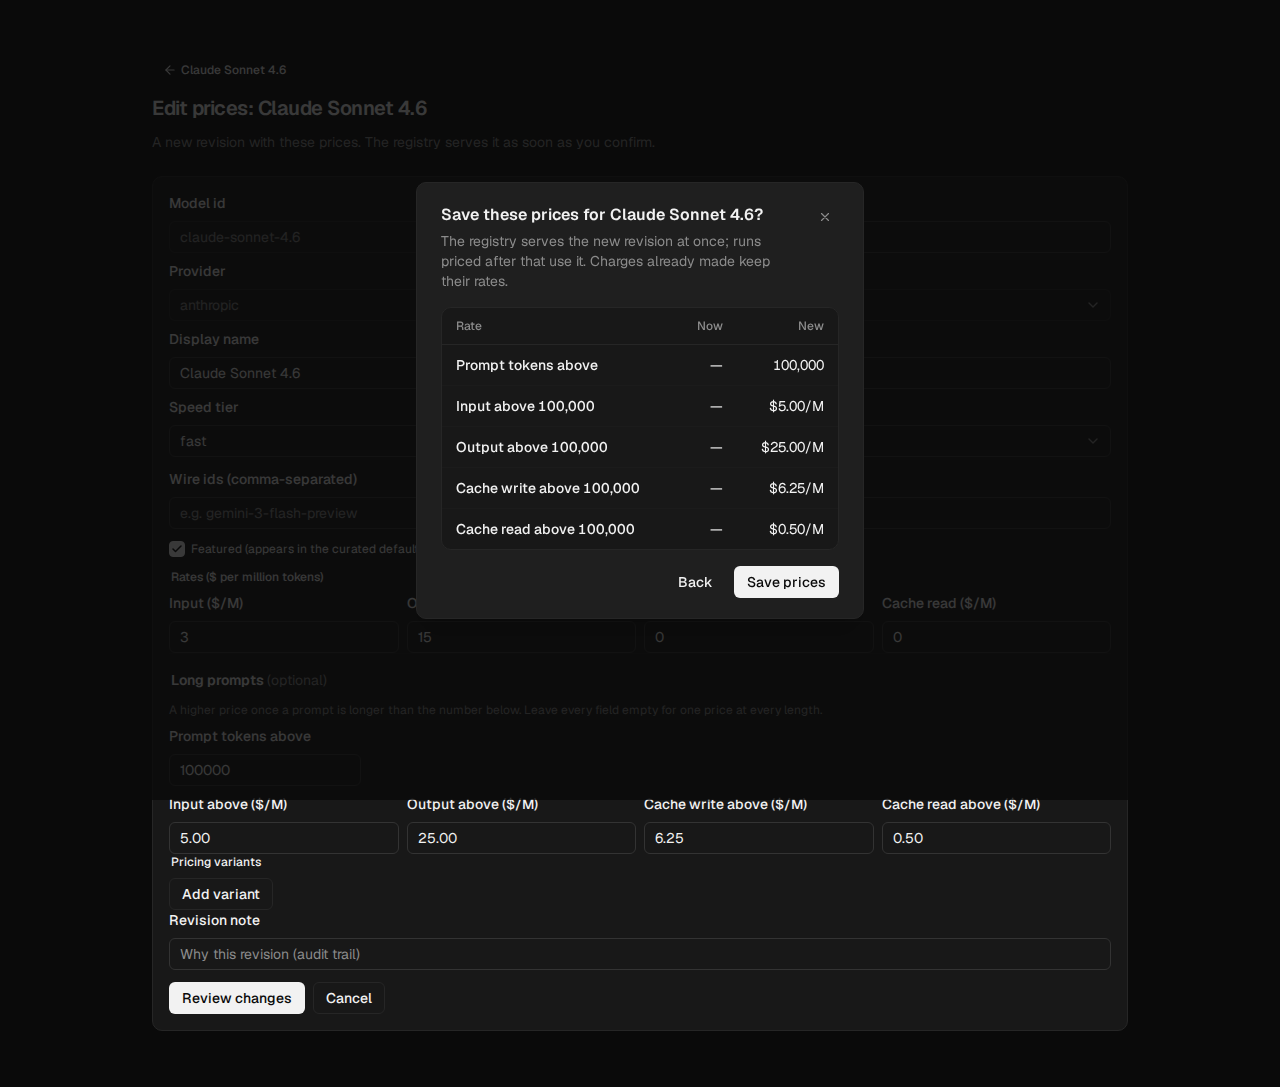 ← Claude Sonnet 4.6
Edit prices: Claude Sonnet 4.6
A new revision with these prices. The registry serves it as soon as you confirm.
Model id
claude-sonnet-4.6
Provider
anthropic
Display name
Claude Sonnet 4.6
Speed tier
fast
Wire ids (comma-separated)
e.g. gemini-3-flash-preview
Featured (appears in the curated default
Rates ($ per million tokens)
Input ($/M)
O
Cache read ($/M)
3
15
0
0
Long prompts (optional)
A higher price once a prompt is longer than the number below. Leave every field empty for one price at every length.
Prompt tokens above
100000
Input above ($/M)
Output above ($/M)
Cache write above ($/M)
Cache read above ($/M)
5.00
25.00
6.25
0.50
Pricing variants
Add variant
Revision note
Why this revision (audit trail)
Review changes
Cancel
Save these prices for Claude Sonnet 4.6?
The registry serves the new revision at once; runs
priced after that use it. Charges already made keep
their rates.
Rate Now New
Prompt tokens above — 100,000
Input above 100,000 — $5.00/M
Output above 100,000 — $25.00/M
Cache write above 100,000 — $6.25/M
Cache read above 100,000 — $0.50/M
Back
Save prices